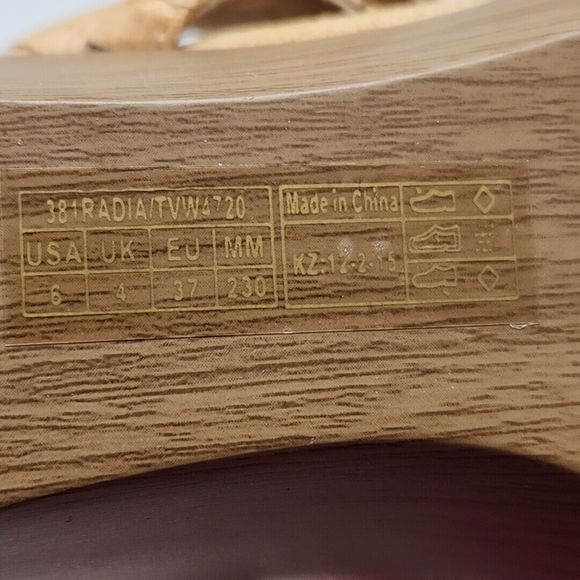 381RADIA/TVW4720
USA UK EU MM
6 4 37 230
Made in China
KZ-12-2-15